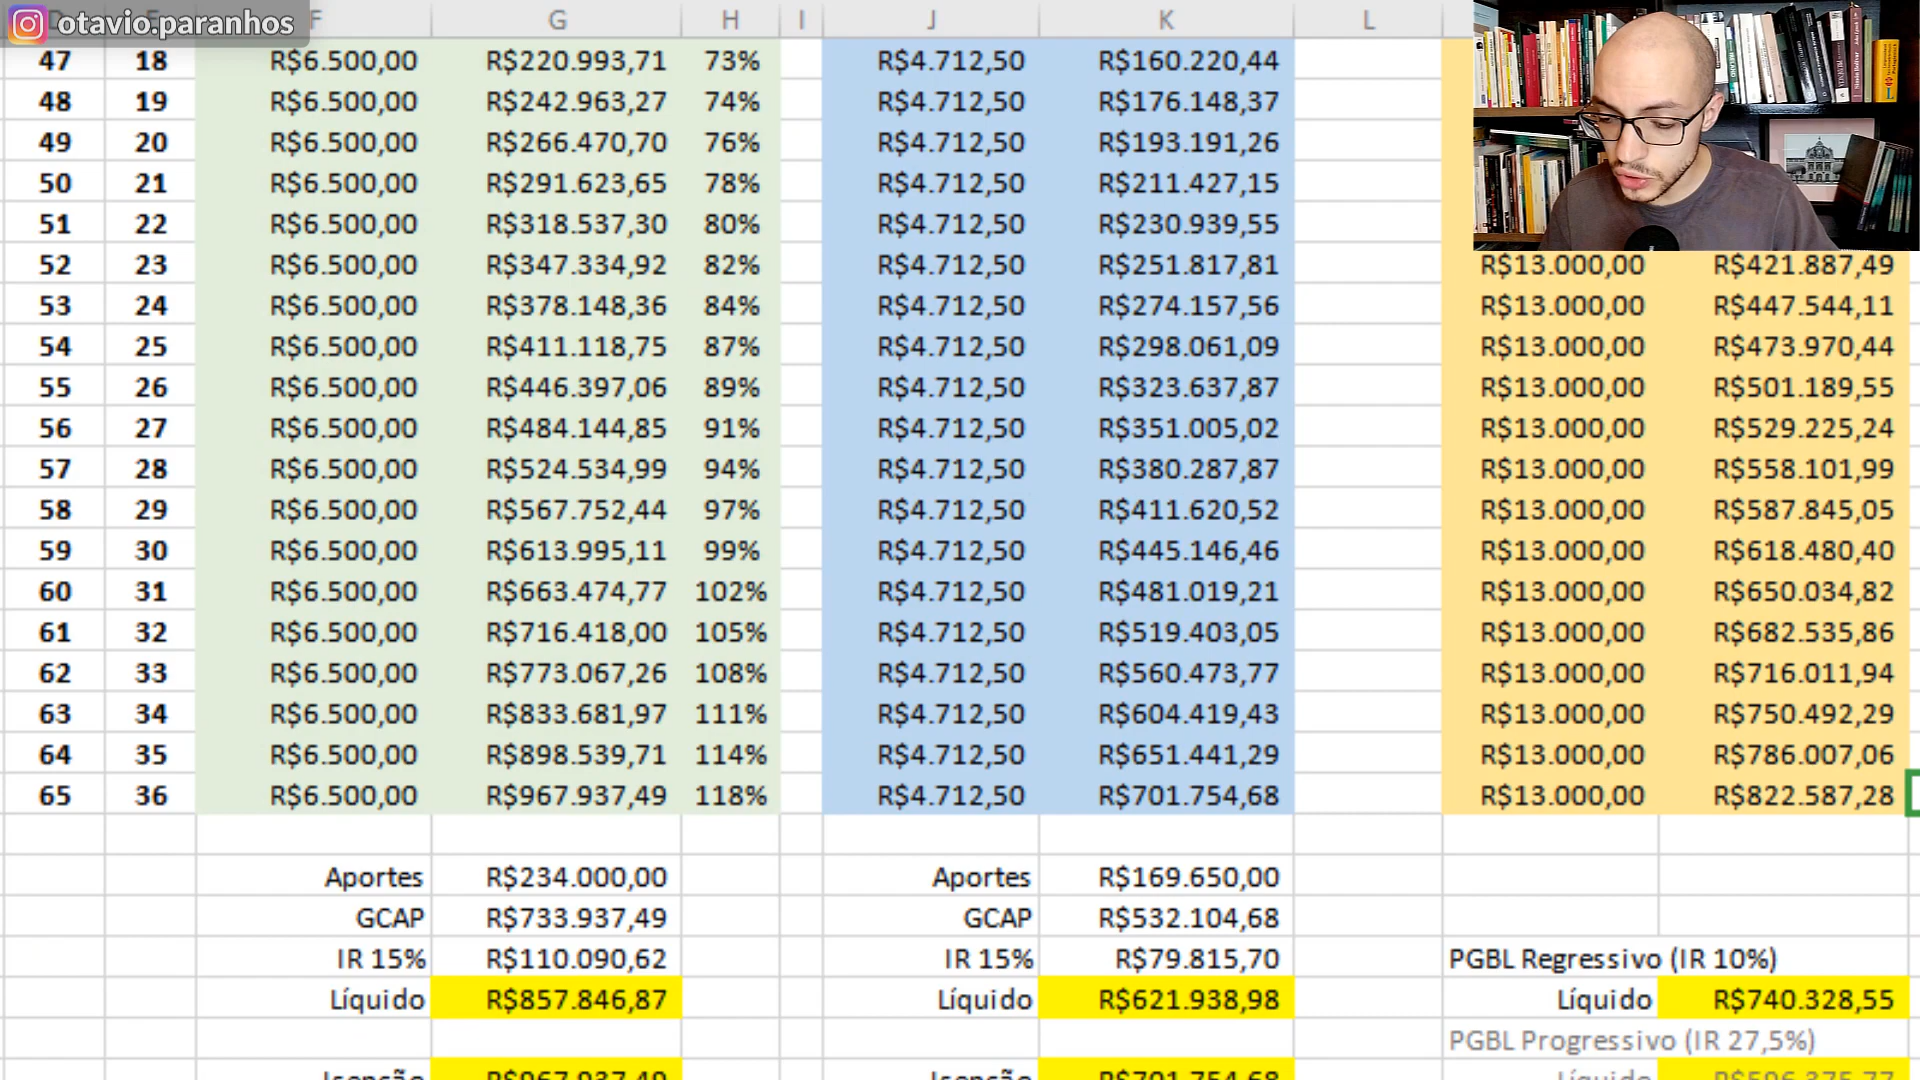 otavio.paranhos
F G H I J K L
47 18 R$6.500,00 R$220.993,71 73% R$4.712,50 R$160.220,44
48 19 R$6.500,00 R$242.963,27 74% R$4.712,50 R$176.148,37
49 20 R$6.500,00 R$266.470,70 76% R$4.712,50 R$193.191,26
50 21 R$6.500,00 R$291.623,65 78% R$4.712,50 R$211.427,15
51 22 R$6.500,00 R$318.537,30 80% R$4.712,50 R$230.939,55
52 23 R$6.500,00 R$347.334,92 82% R$4.712,50 R$251.817,81 R$13.000,00 R$421.887,49
53 24 R$6.500,00 R$378.148,36 84% R$4.712,50 R$274.157,56 R$13.000,00 R$447.544,11
54 25 R$6.500,00 R$411.118,75 87% R$4.712,50 R$298.061,09 R$13.000,00 R$473.970,44
55 26 R$6.500,00 R$446.397,06 89% R$4.712,50 R$323.637,87 R$13.000,00 R$501.189,55
56 27 R$6.500,00 R$484.144,85 91% R$4.712,50 R$351.005,02 R$13.000,00 R$529.225,24
57 28 R$6.500,00 R$524.534,99 94% R$4.712,50 R$380.287,87 R$13.000,00 R$558.101,99
58 29 R$6.500,00 R$567.752,44 97% R$4.712,50 R$411.620,52 R$13.000,00 R$587.845,05
59 30 R$6.500,00 R$613.995,11 99% R$4.712,50 R$445.146,46 R$13.000,00 R$618.480,40
60 31 R$6.500,00 R$663.474,77 102% R$4.712,50 R$481.019,21 R$13.000,00 R$650.034,82
61 32 R$6.500,00 R$716.418,00 105% R$4.712,50 R$519.403,05 R$13.000,00 R$682.535,86
62 33 R$6.500,00 R$773.067,26 108% R$4.712,50 R$560.473,77 R$13.000,00 R$716.011,94
63 34 R$6.500,00 R$833.681,97 111% R$4.712,50 R$604.419,43 R$13.000,00 R$750.492,29
64 35 R$6.500,00 R$898.539,71 114% R$4.712,50 R$651.441,29 R$13.000,00 R$786.007,06
65 36 R$6.500,00 R$967.937,49 118% R$4.712,50 R$701.754,68 R$13.000,00 R$822.587,28
Aportes R$234.000,00 Aportes R$169.650,00
GCAP R$733.937,49 GCAP R$532.104,68
IR 15% R$110.090,62 IR 15% R$79.815,70 PGBL Regressivo (IR 10%)
Líquido R$857.846,87 Líquido R$621.938,98 Líquido R$740.328,55
PGBL Progressivo (IR 27,5%)
Isenção R$967.937,49 Isenção R$701.754,68 Líquido R$596.375,77